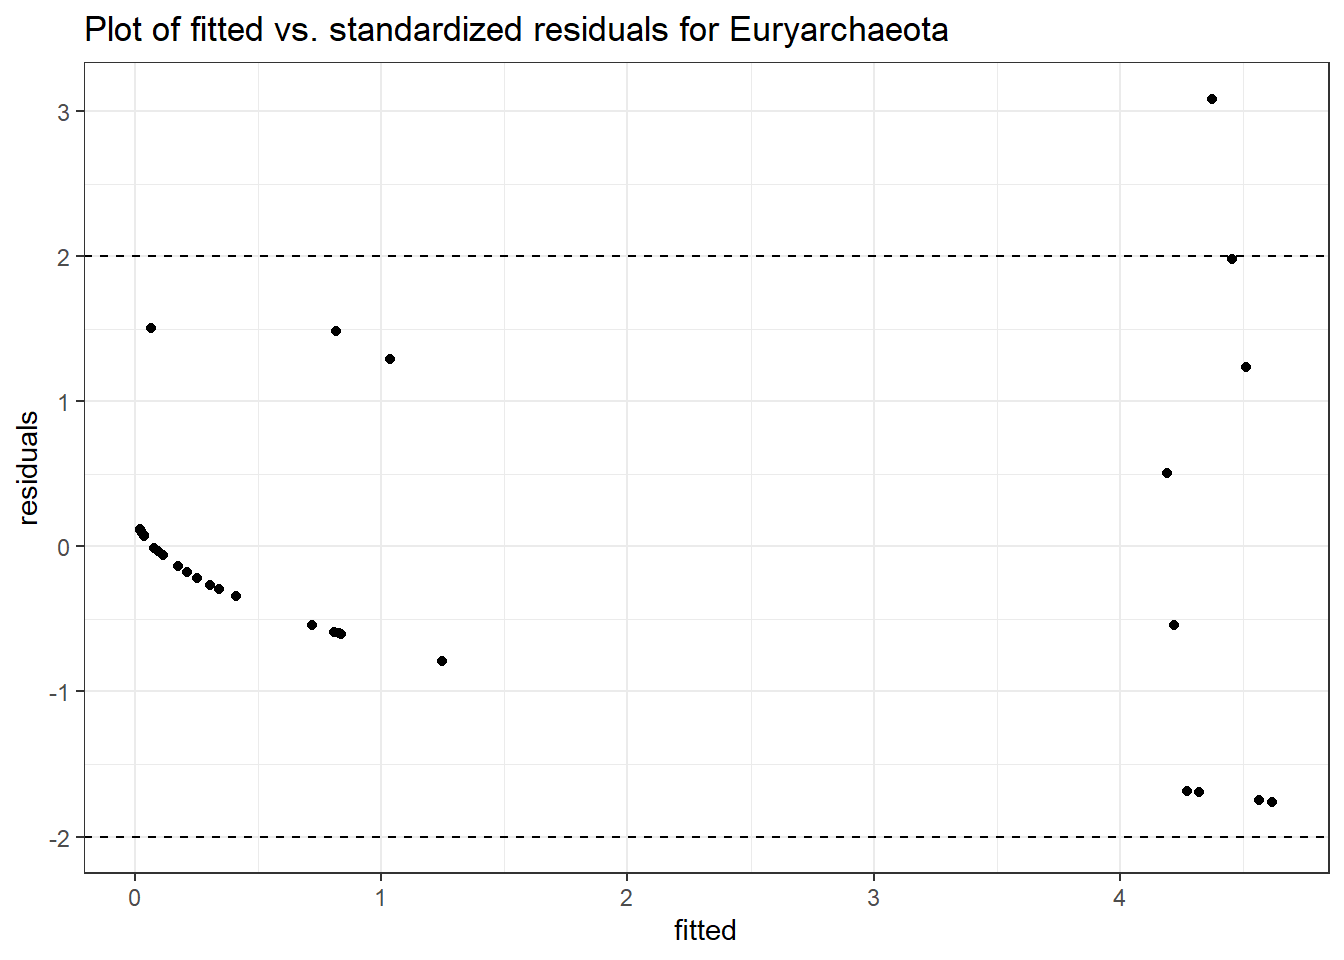 Plot of fitted vs. standardized residuals for Euryarchaeota
3
2
1
0
-1
-2
residuals
0 1 2 3 4
fitted